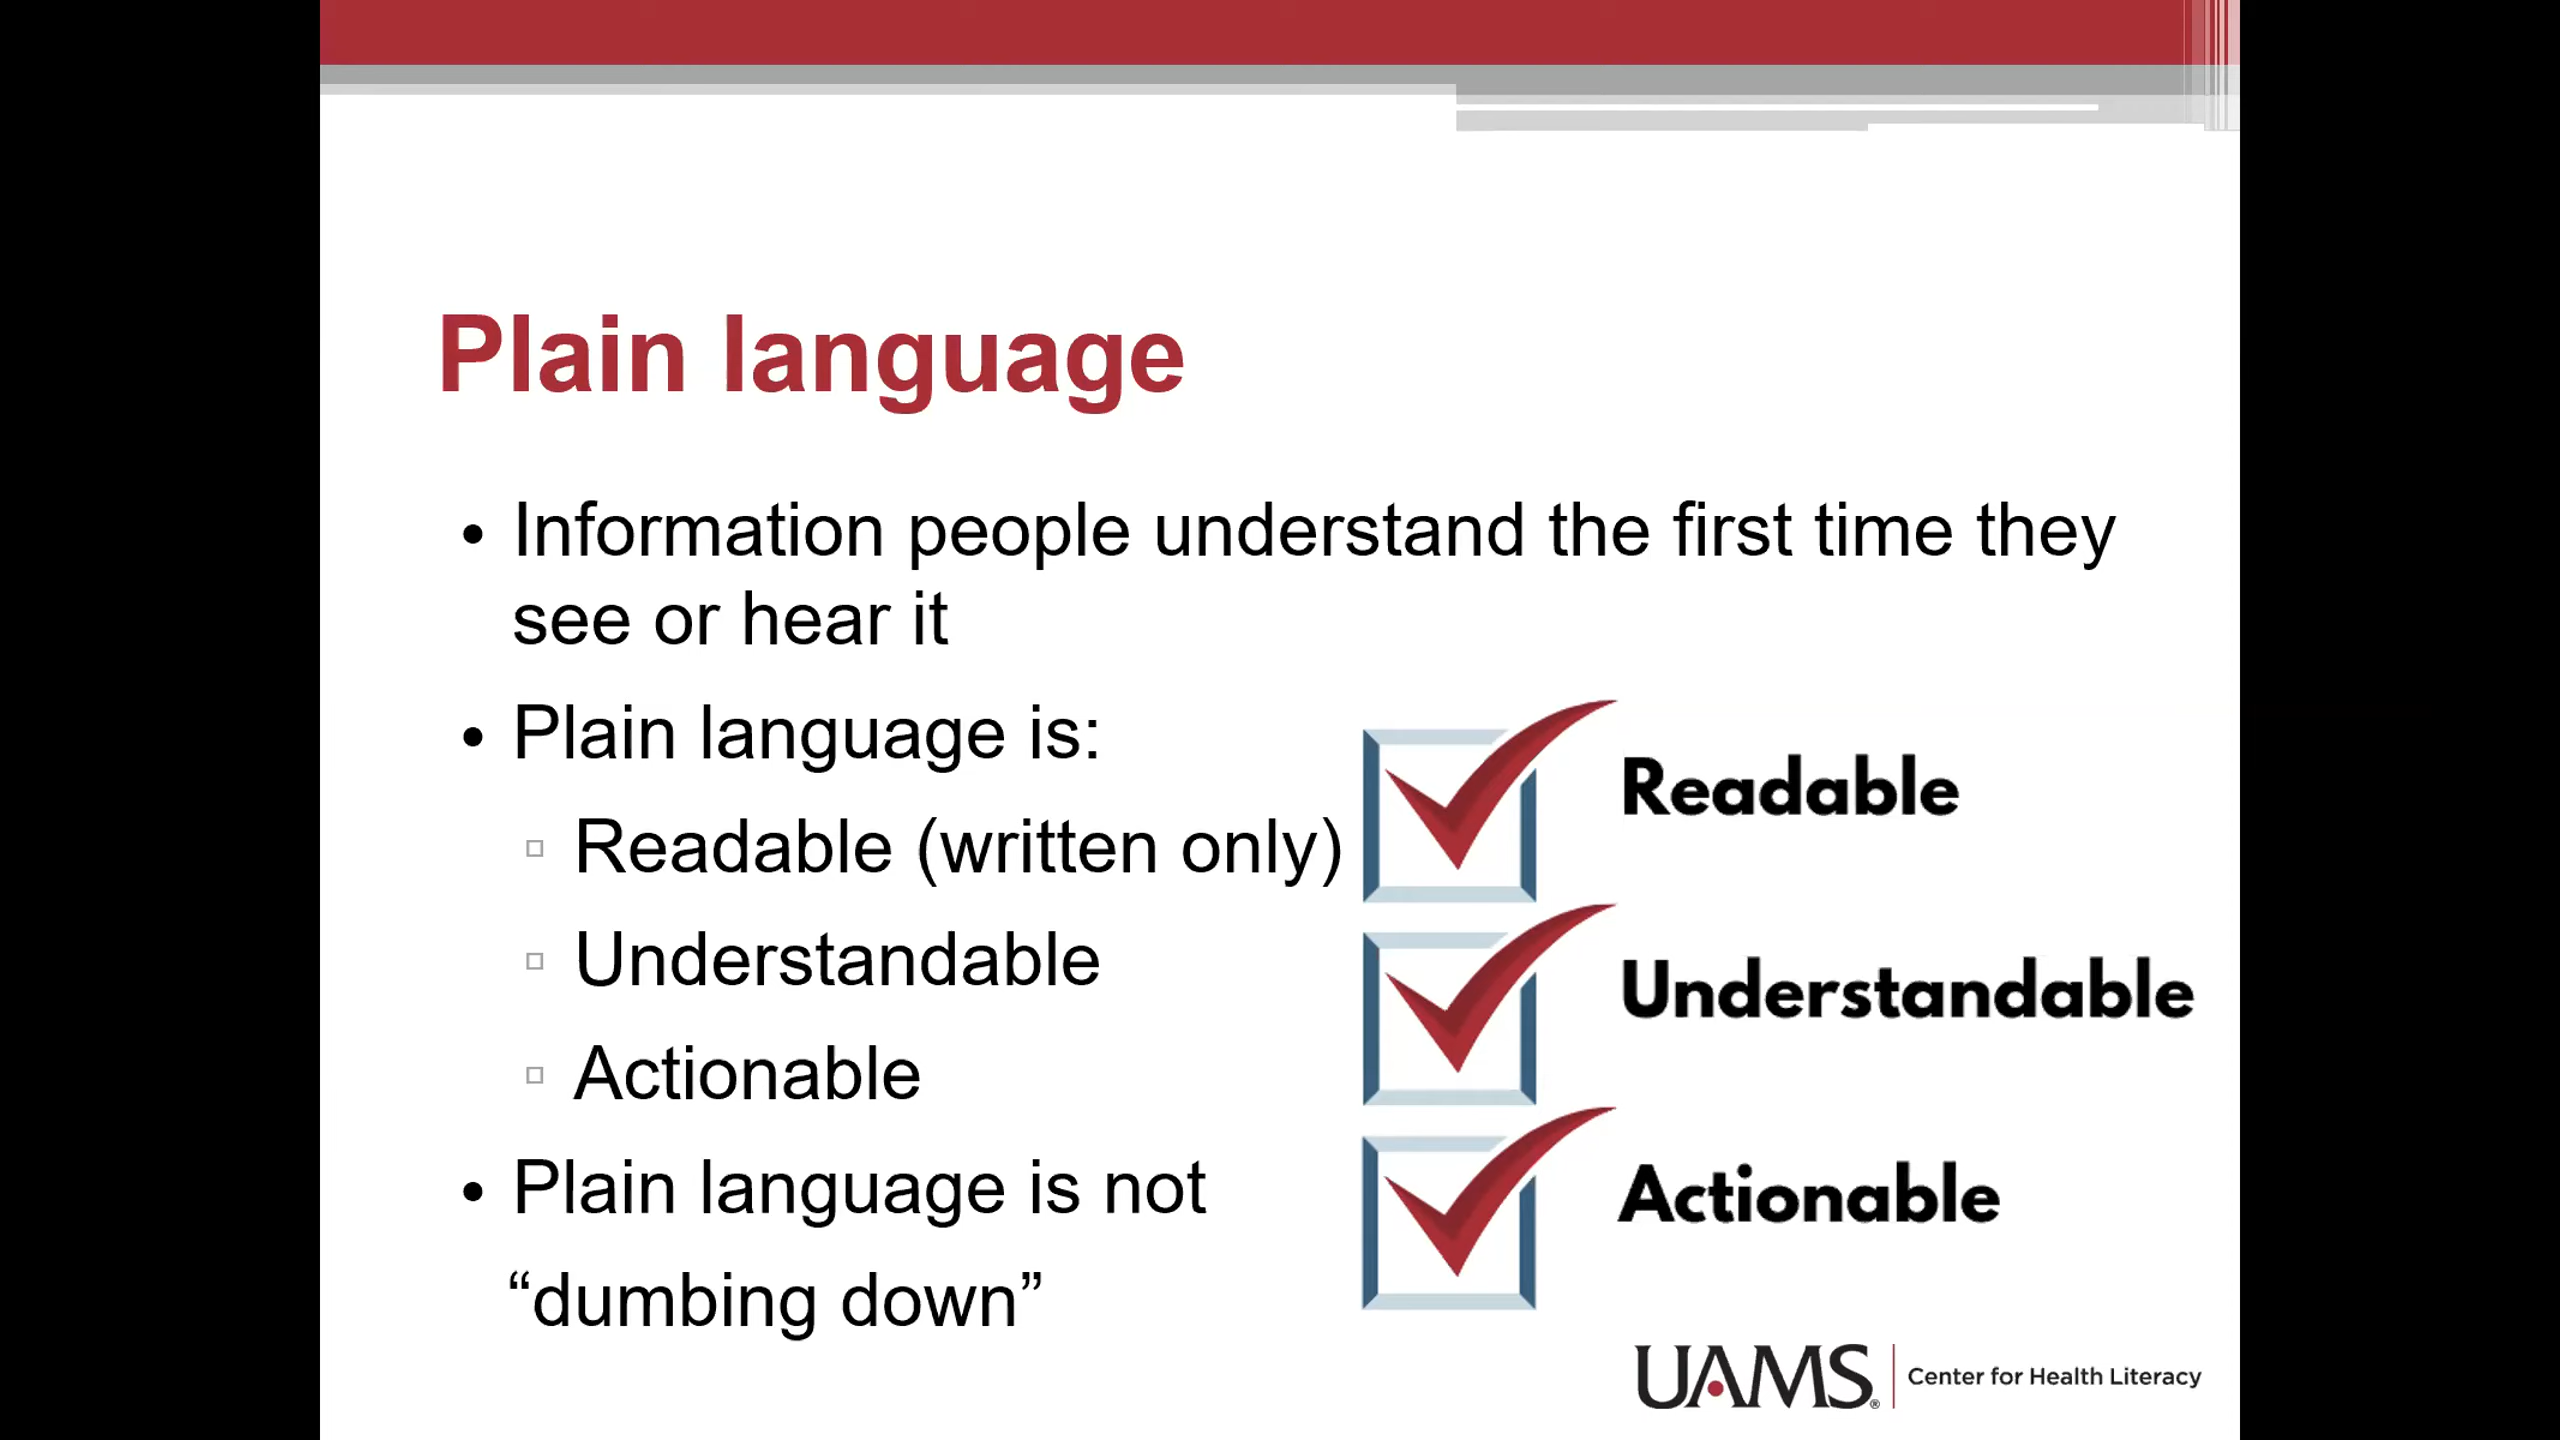 Plain language
• Information people understand the first time they
see or hear it
• Plain language is:
▫ Readable (written only)
▫ Understandable
▫ Actionable
• Plain language is not
“dumbing down”
Readable
Understandable
Actionable
UAMS® Center for Health Literacy